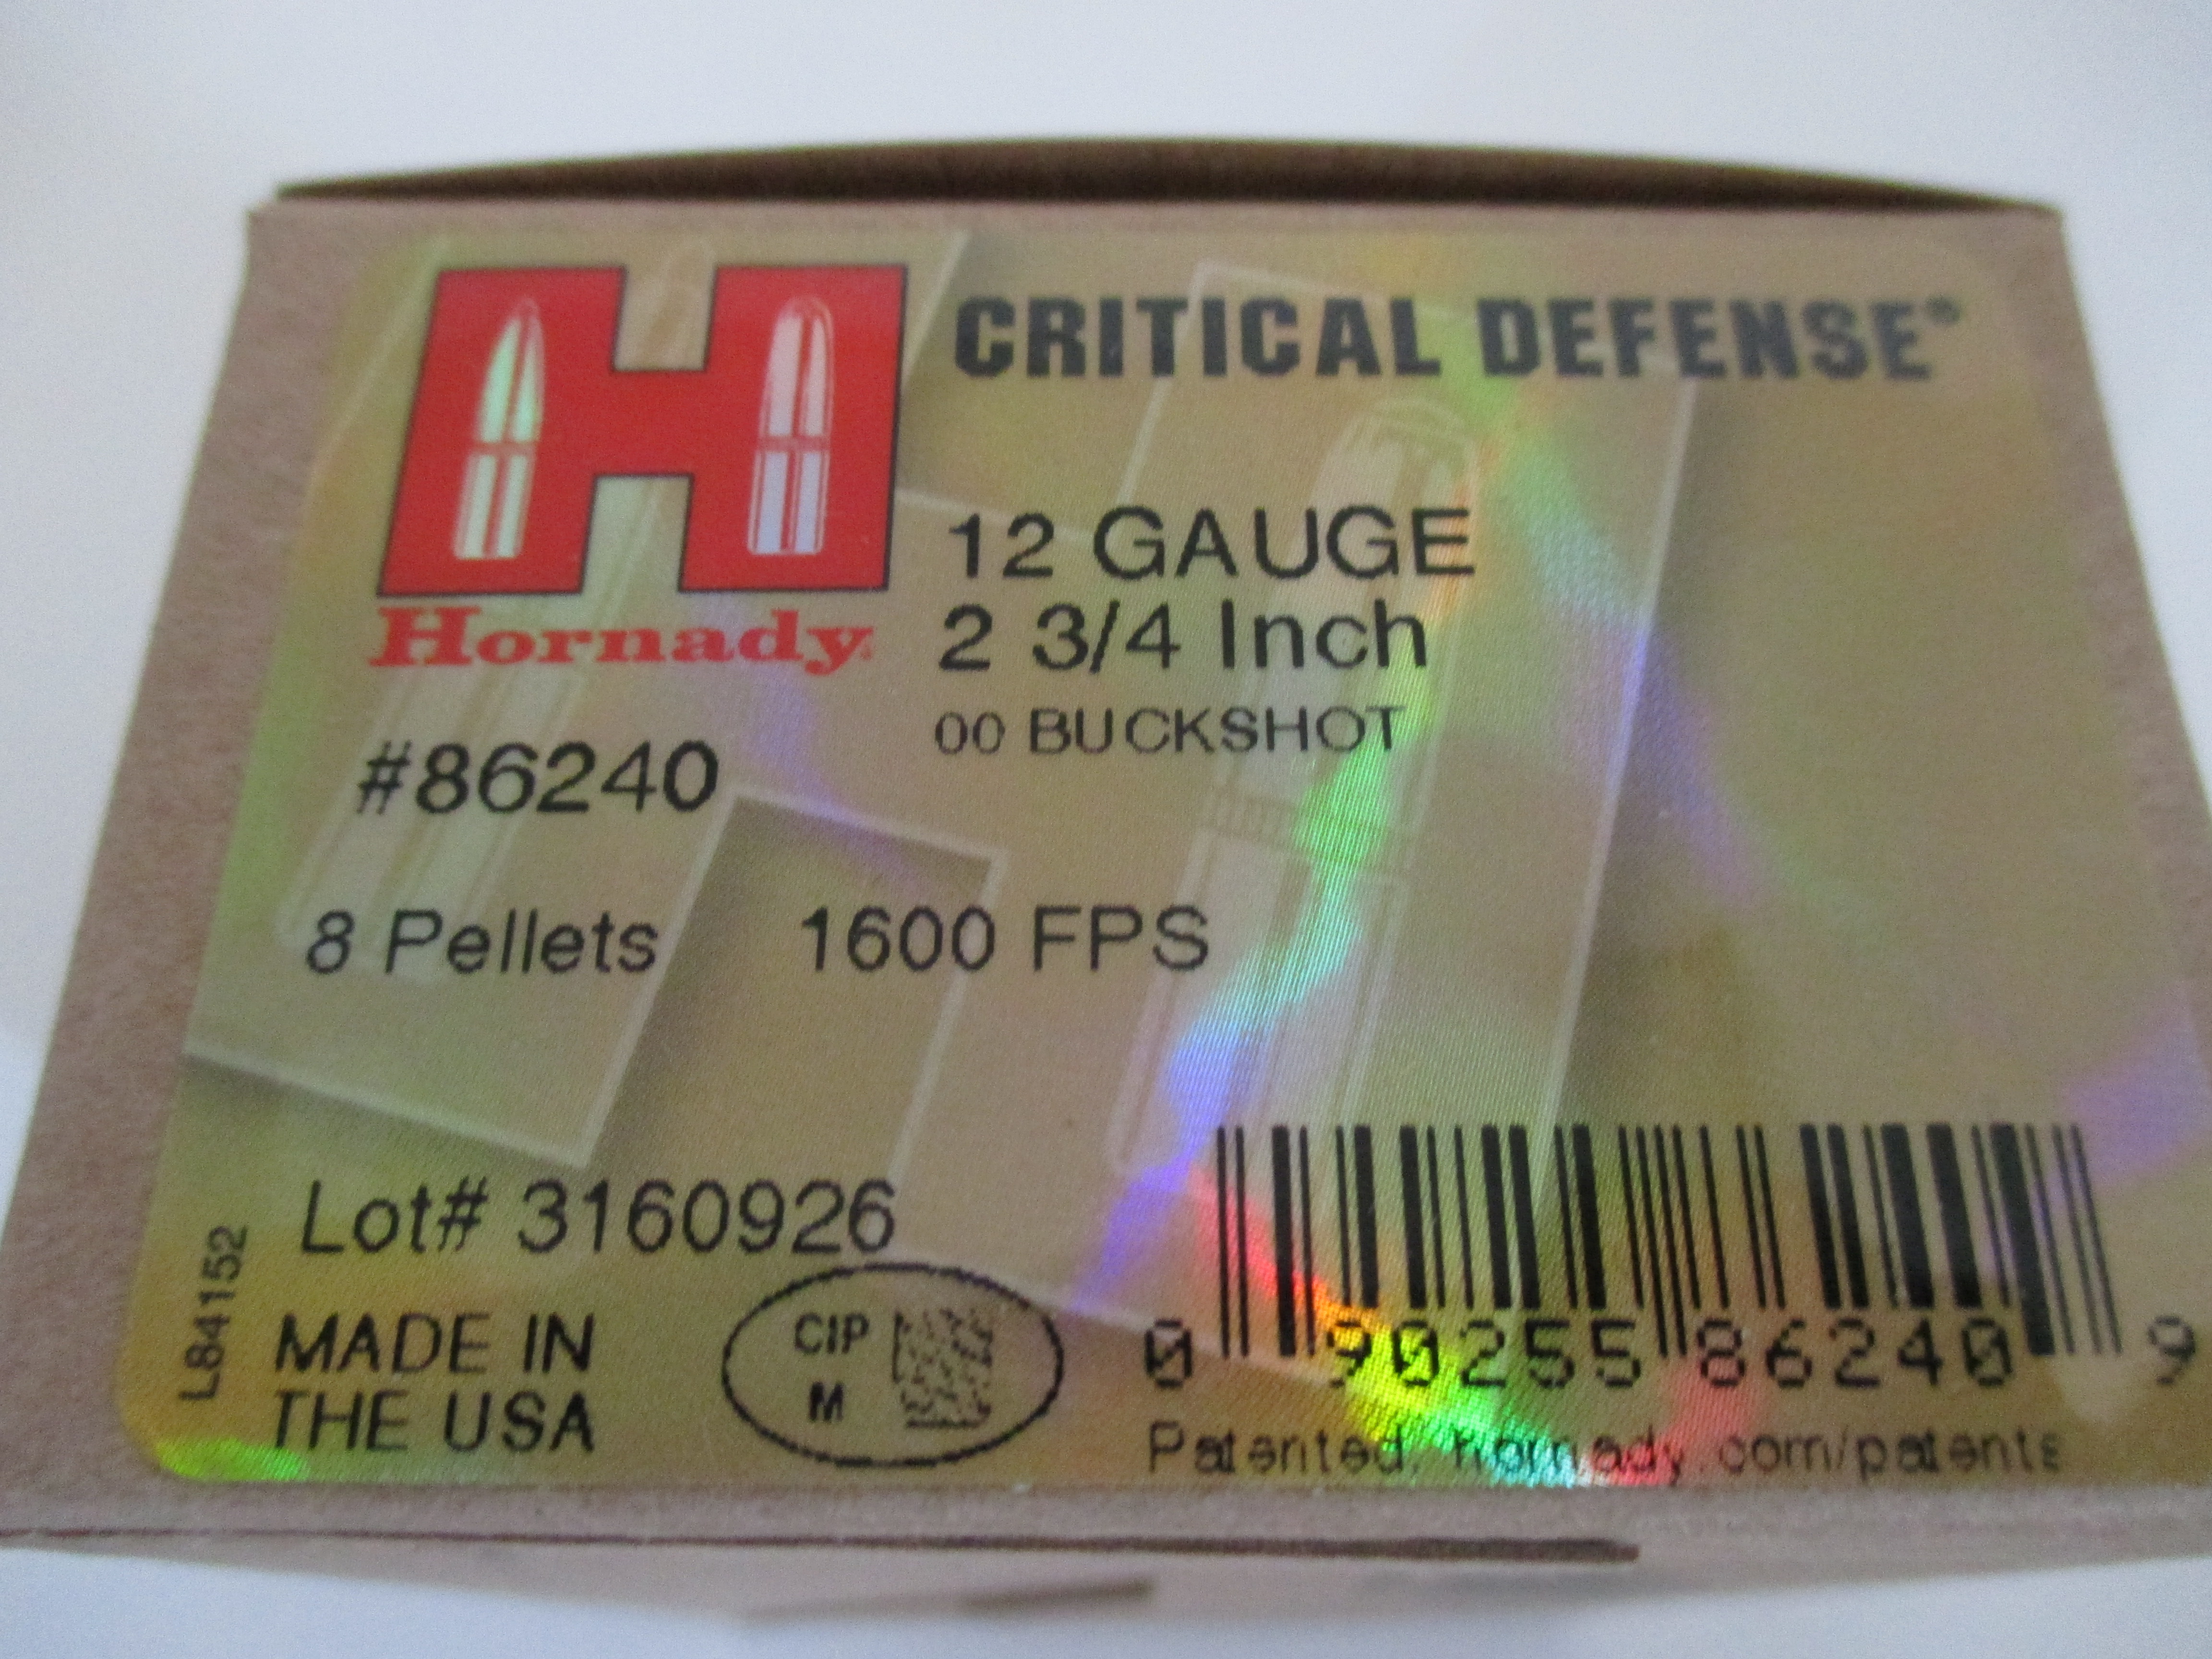 CRITICAL DEFENSE®
12 GAUGE
2 3/4 Inch
00 BUCKSHOT
Hornady
#86240
8 Pellets 1600 FPS
Lot# 3160926
L84152
MADE IN
THE USA
CIP
M
0 90255 86240 9
Patented, hornady.com/patents